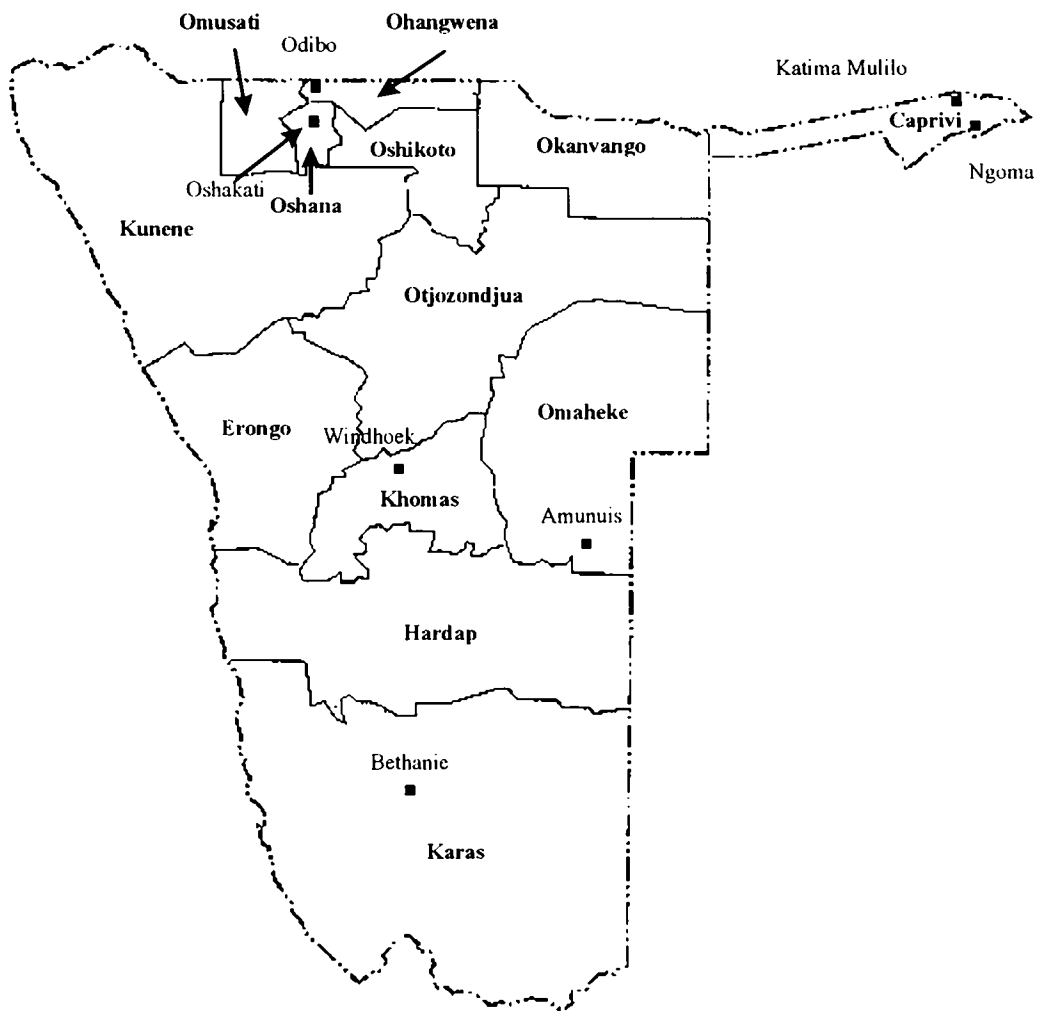 Omusati
Ohangwena
Odibo
Katima Mulilo
Caprivi
Oshikoto
Okanvango
Ngoma
Oshakati
Oshana
Kunene
Otjozondjua
Omaheke
Erongo
Windhoek
Khomas
Amunuis
Hardap
Bethanie
Karas